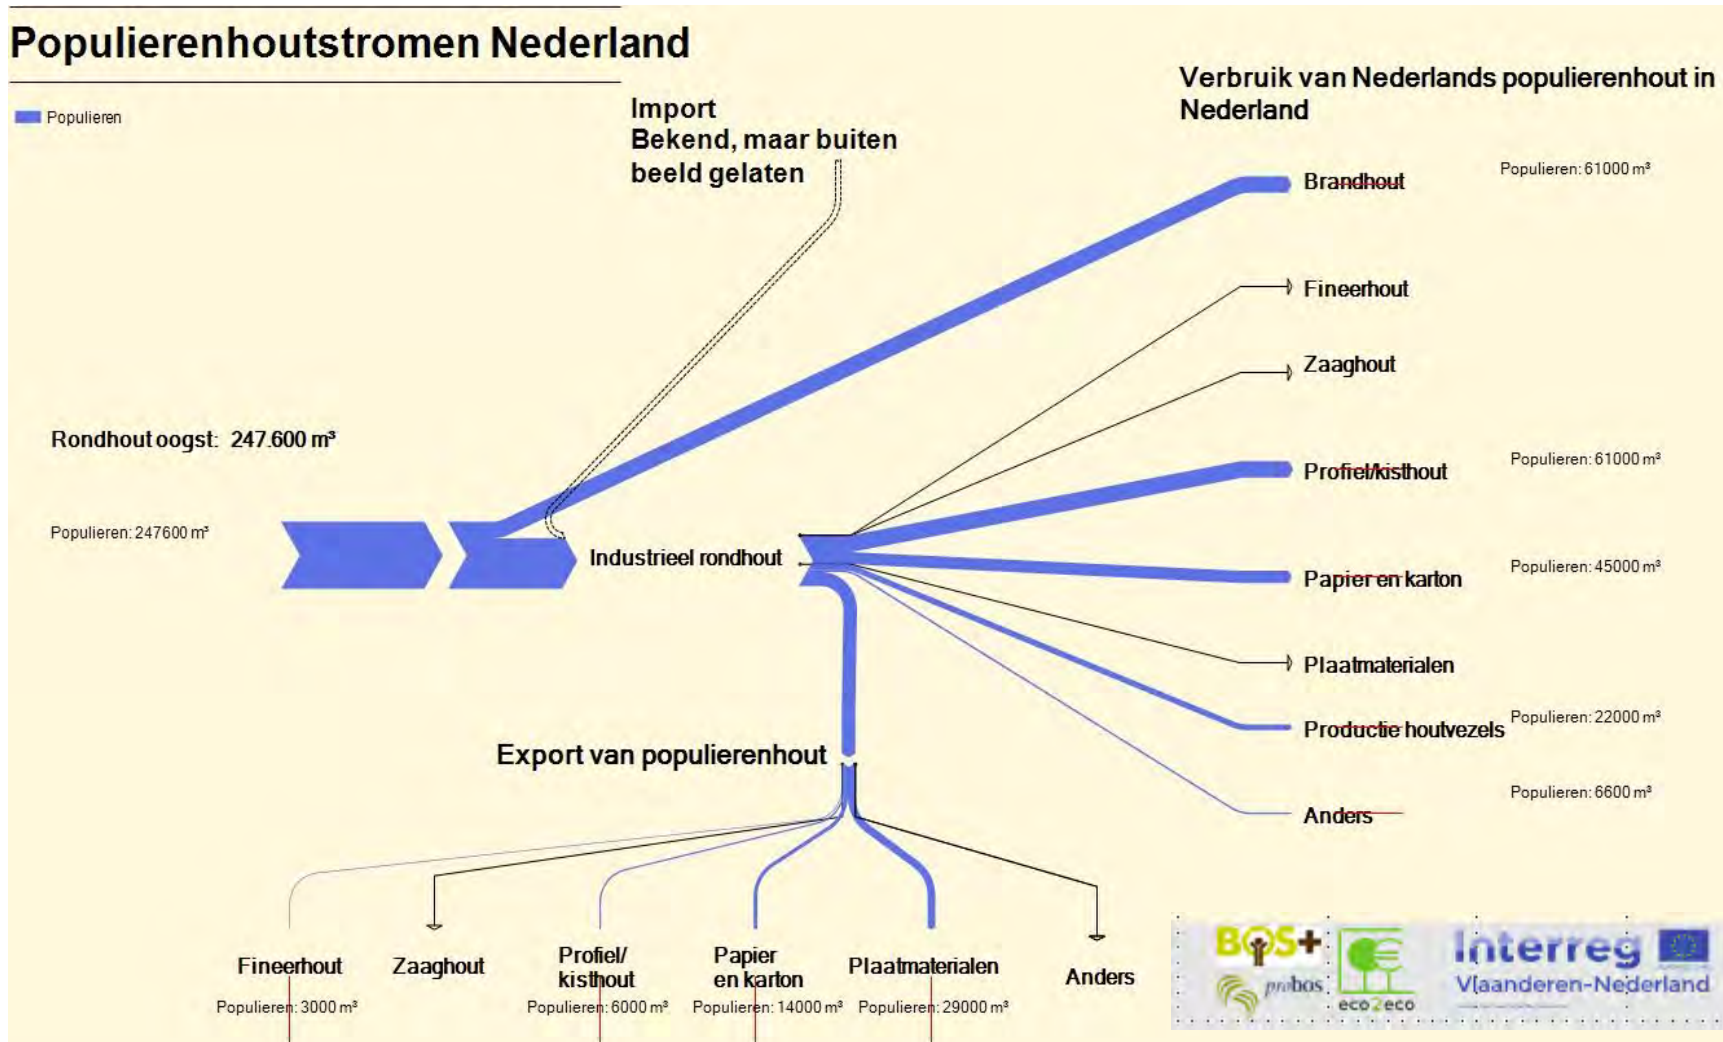 Populierenhoutstromen Nederland
Populieren
Import
Bekend, maar buiten
beeld gelaten
Verbruik van Nederlands populierenhout in
Nederland
Brandhout
Populieren: 61000 m³
Fineerhout
Zaaghout
Rondhout oogst: 247.600 m³
Populieren: 247600 m³
Profiel/kisthout
Populieren: 61000 m³
Industrieel rondhout
Papier en karton
Populieren: 45000 m³
Plaatmaterialen
Productie houtvezels
Populieren: 22000 m³
Anders
Populieren: 6600 m³
Export van populierenhout
Fineerhout
Populieren: 3000 m³
Zaaghout
Profiel/
kisthout
Populieren: 6000 m³
Papier
en karton
Populieren: 14000 m³
Plaatmaterialen
Populieren: 29000 m³
Anders
BOS+
probos
eco2eco
Interreg
Vlaanderen-Nederland